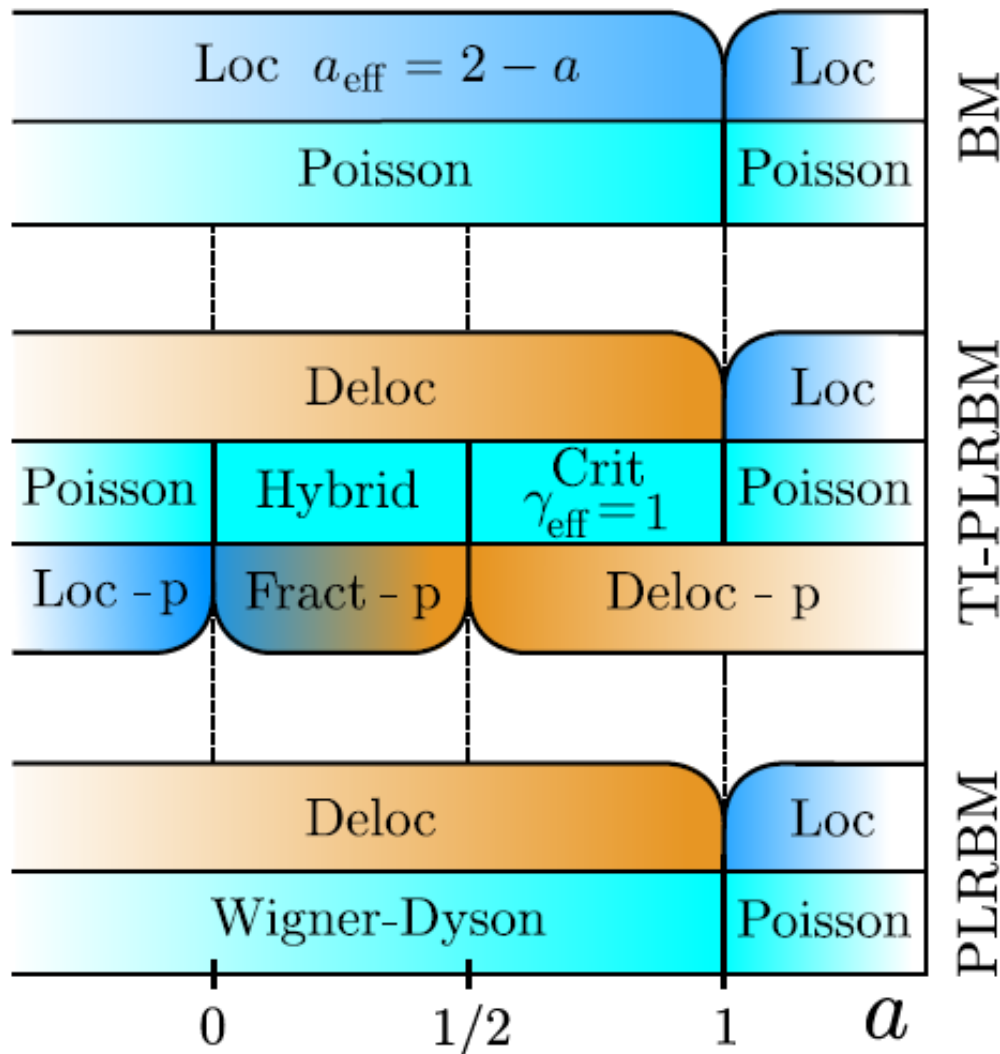 Loc a_eff = 2 − a
Loc
Poisson
Poisson
BM
Deloc
Loc
Poisson
Hybrid
Crit
γ_eff = 1
Poisson
Loc - p
Fract - p
Deloc - p
TI-PLRBM
Deloc
Loc
Wigner-Dyson
Poisson
PLRBM
0
1/2
1
a